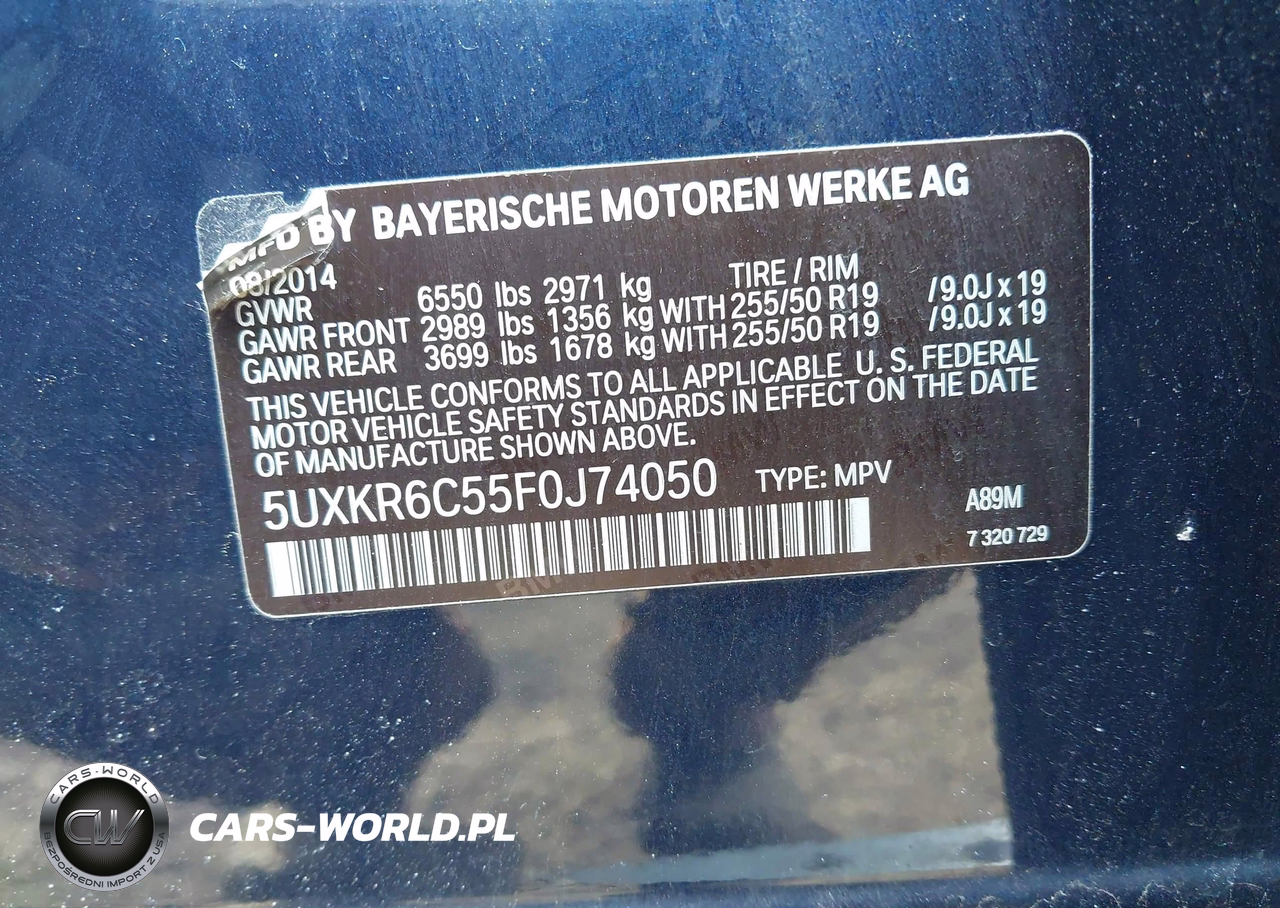 MFD BY BAYERISCHE MOTOREN WERKE AG
08/2014 TIRE / RIM
GVWR 6550 lbs 2971 kg
GAWR FRONT 2989 lbs 1356 kg WITH 255/50 R19 / 9.0J x 19
GAWR REAR 3699 lbs 1678 kg WITH 255/50 R19 / 9.0J x 19
THIS VEHICLE CONFORMS TO ALL APPLICABLE U. S. FEDERAL
MOTOR VEHICLE SAFETY STANDARDS IN EFFECT ON THE DATE
OF MANUFACTURE SHOWN ABOVE.
5UXKR6C55F0J74050 TYPE: MPV
A89M
7 320 729
CARS-WORLD
CW
BEZPOŚREDNI IMPORT Z USA
CARS-WORLD.PL